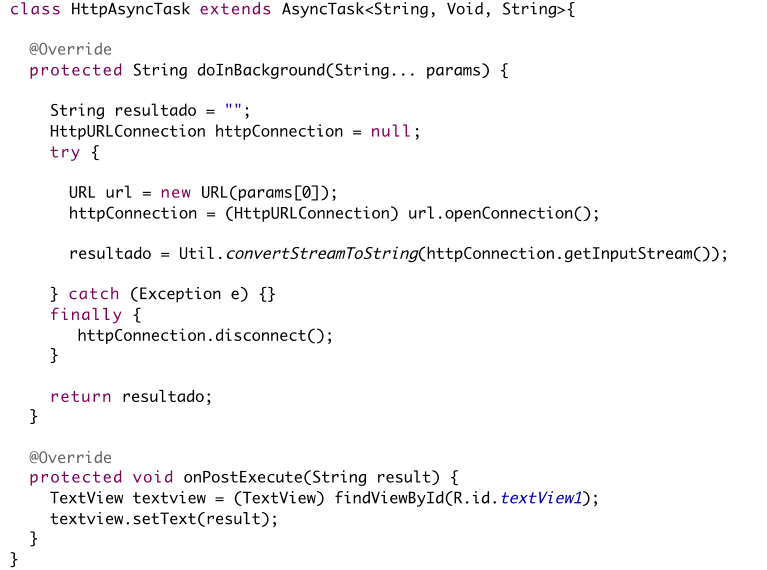 class HttpAsyncTask extends AsyncTask<String, Void, String>{
@Override
protected String doInBackground(String... params) {
String resultado = "";
HttpURLConnection httpConnection = null;
try {
URL url = new URL(params[0]);
httpConnection = (HttpURLConnection) url.openConnection();
resultado = Util.convertStreamToString(httpConnection.getInputStream());
} catch (Exception e) {}
finally {
httpConnection.disconnect();
}
return resultado;
}
@Override
protected void onPostExecute(String result) {
TextView textview = (TextView) findViewById(R.id.textView1);
textview.setText(result);
}
}